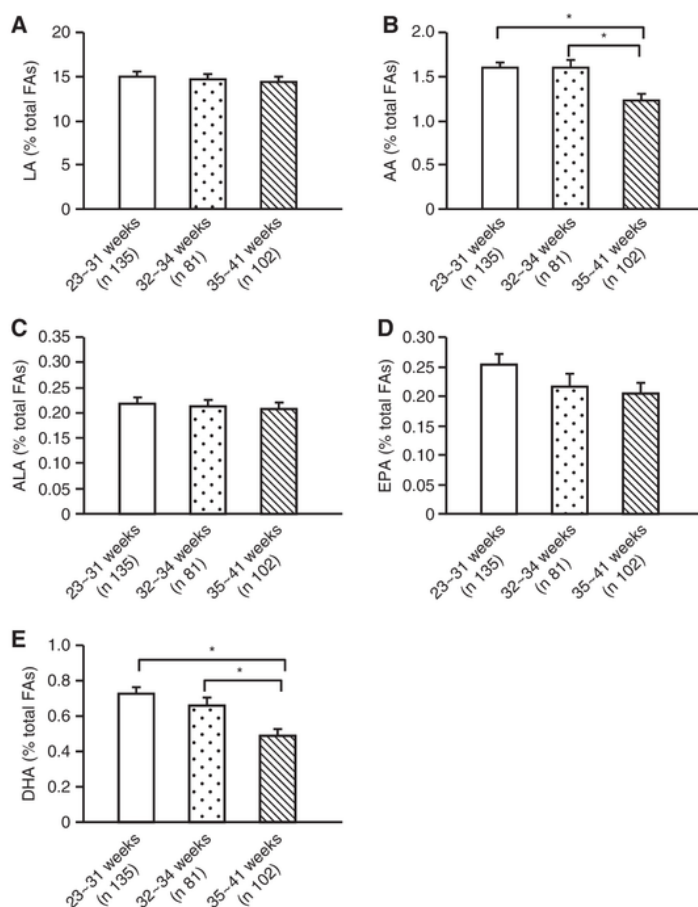 A
LA (% total FAs)
20
15
10
5
0
23~31 weeks
(n 135)
32~34 weeks
(n 81)
35~41 weeks
(n 102)
B
AA (% total FAs)
2.0
1.5
1.0
0.5
0
*
*
23~31 weeks
(n 135)
32~34 weeks
(n 81)
35~41 weeks
(n 102)
C
ALA (% total FAs)
0.35
0.30
0.25
0.20
0.15
0.10
0.05
0
23~31 weeks
(n 135)
32~34 weeks
(n 81)
35~41 weeks
(n 102)
D
EPA (% total FAs)
0.30
0.25
0.20
0.15
0.10
0.05
0
23~31 weeks
(n 135)
32~34 weeks
(n 81)
35~41 weeks
(n 102)
E
DHA (% total FAs)
1.0
0.8
0.6
0.4
0.2
0
*
*
23~31 weeks
(n 135)
32~34 weeks
(n 81)
35~41 weeks
(n 102)